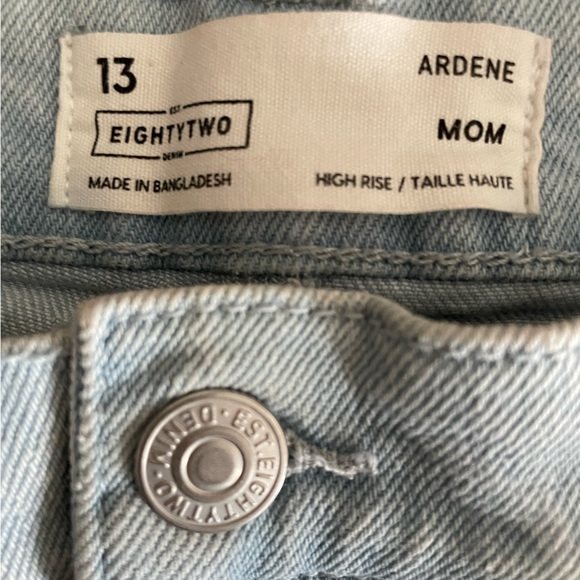 13
ARDENE
EST
EIGHTYTWO
DENIM
MOM
MADE IN BANGLADESH
HIGH RISE / TAILLE HAUTE
EST. EIGHTYTWO · DENIM ·